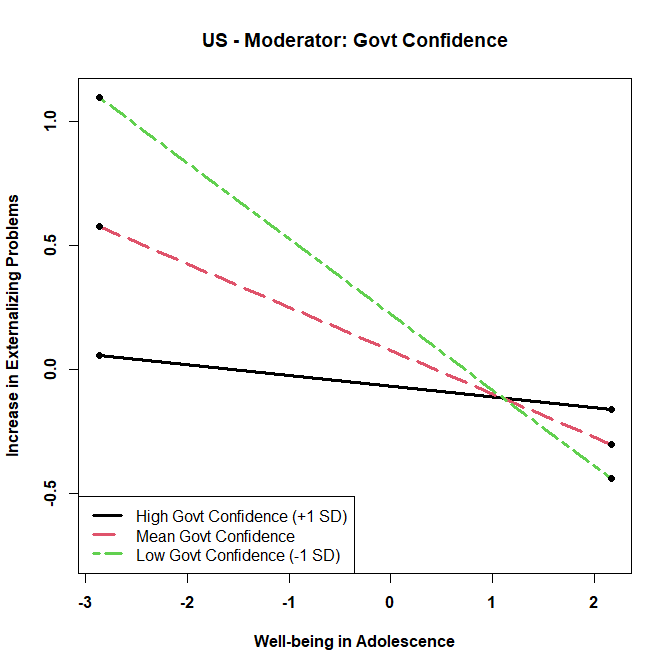 US - Moderator: Govt Confidence
Increase in Externalizing Problems
1.0
0.5
0.0
-0.5
High Govt Confidence (+1 SD)
Mean Govt Confidence
Low Govt Confidence (-1 SD)
-3 -2 -1 0 1 2
Well-being in Adolescence